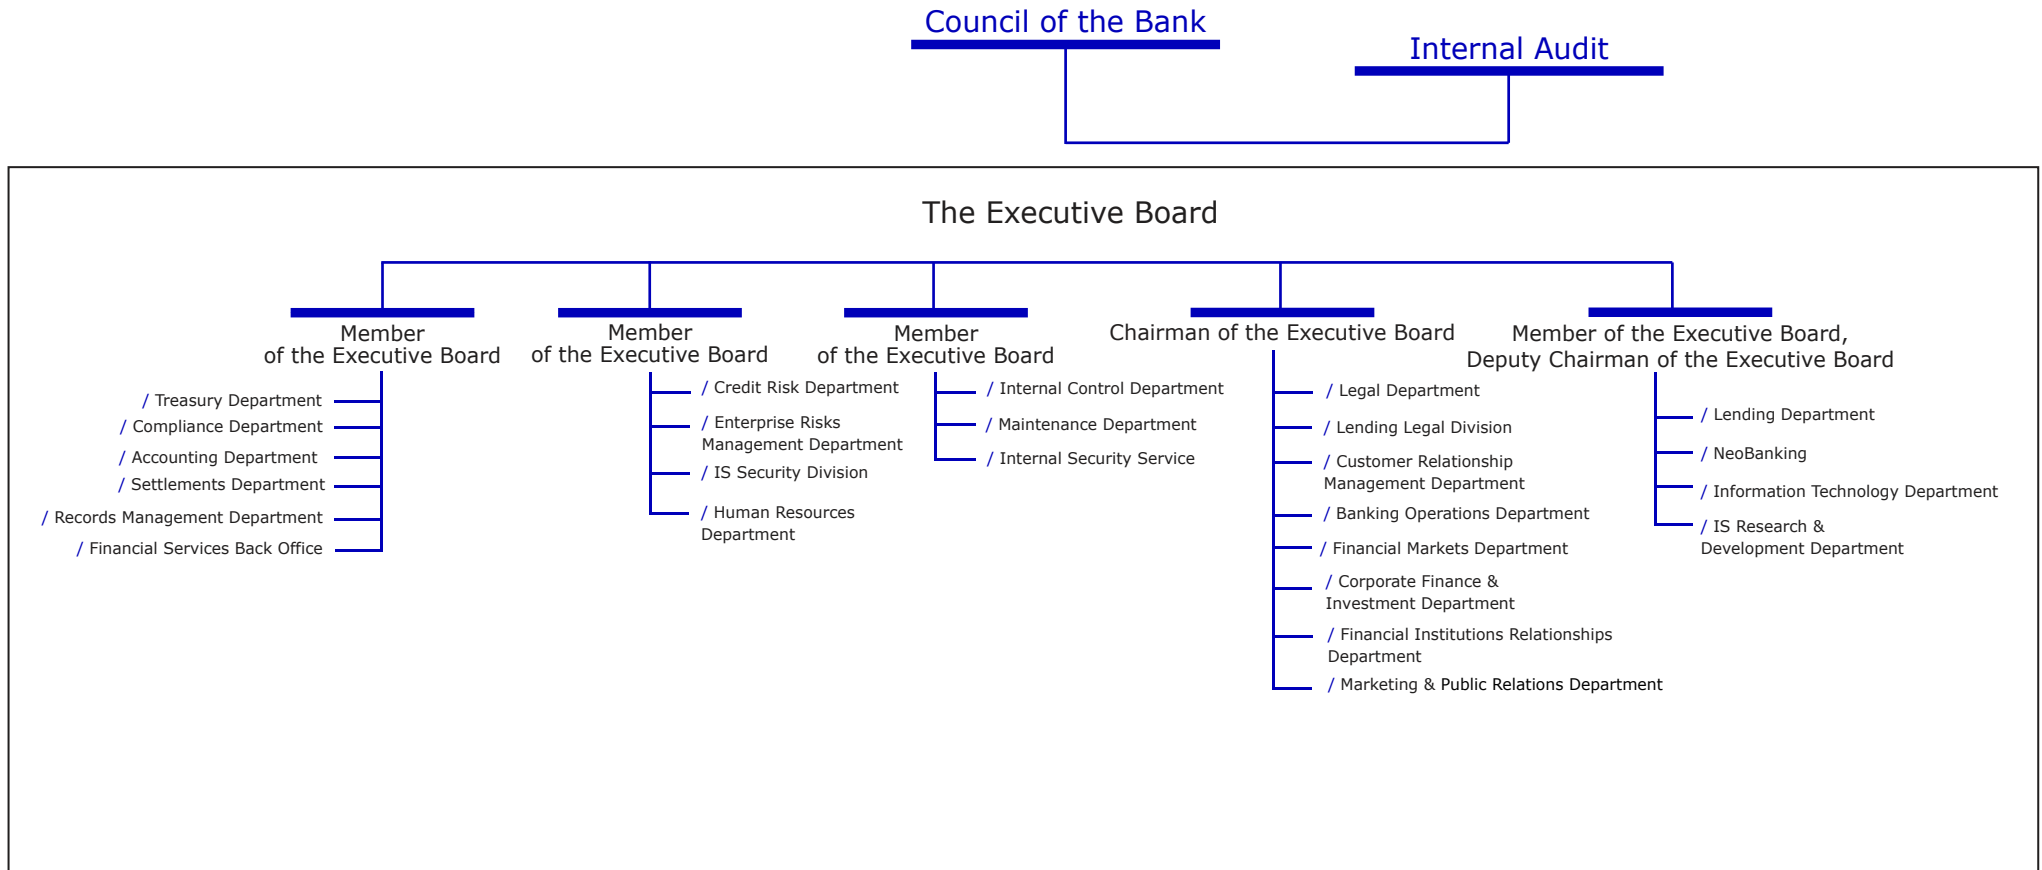 Council of the Bank
Internal Audit
The Executive Board
Member
of the Executive Board
/ Treasury Department
/ Compliance Department
/ Accounting Department
/ Settlements Department
/ Records Management Department
/ Financial Services Back Office
Member
of the Executive Board
/ Credit Risk Department
/ Enterprise Risks
Management Department
/ IS Security Division
/ Human Resources
Department
Member
of the Executive Board
/ Internal Control Department
/ Maintenance Department
/ Internal Security Service
Chairman of the Executive Board
/ Legal Department
/ Lending Legal Division
/ Customer Relationship
Management Department
/ Banking Operations Department
/ Financial Markets Department
/ Corporate Finance &
Investment Department
/ Financial Institutions Relationships
Department
/ Marketing & Public Relations Department
Member of the Executive Board,
Deputy Chairman of the Executive Board
/ Lending Department
/ NeoBanking
/ Information Technology Department
/ IS Research &
Development Department